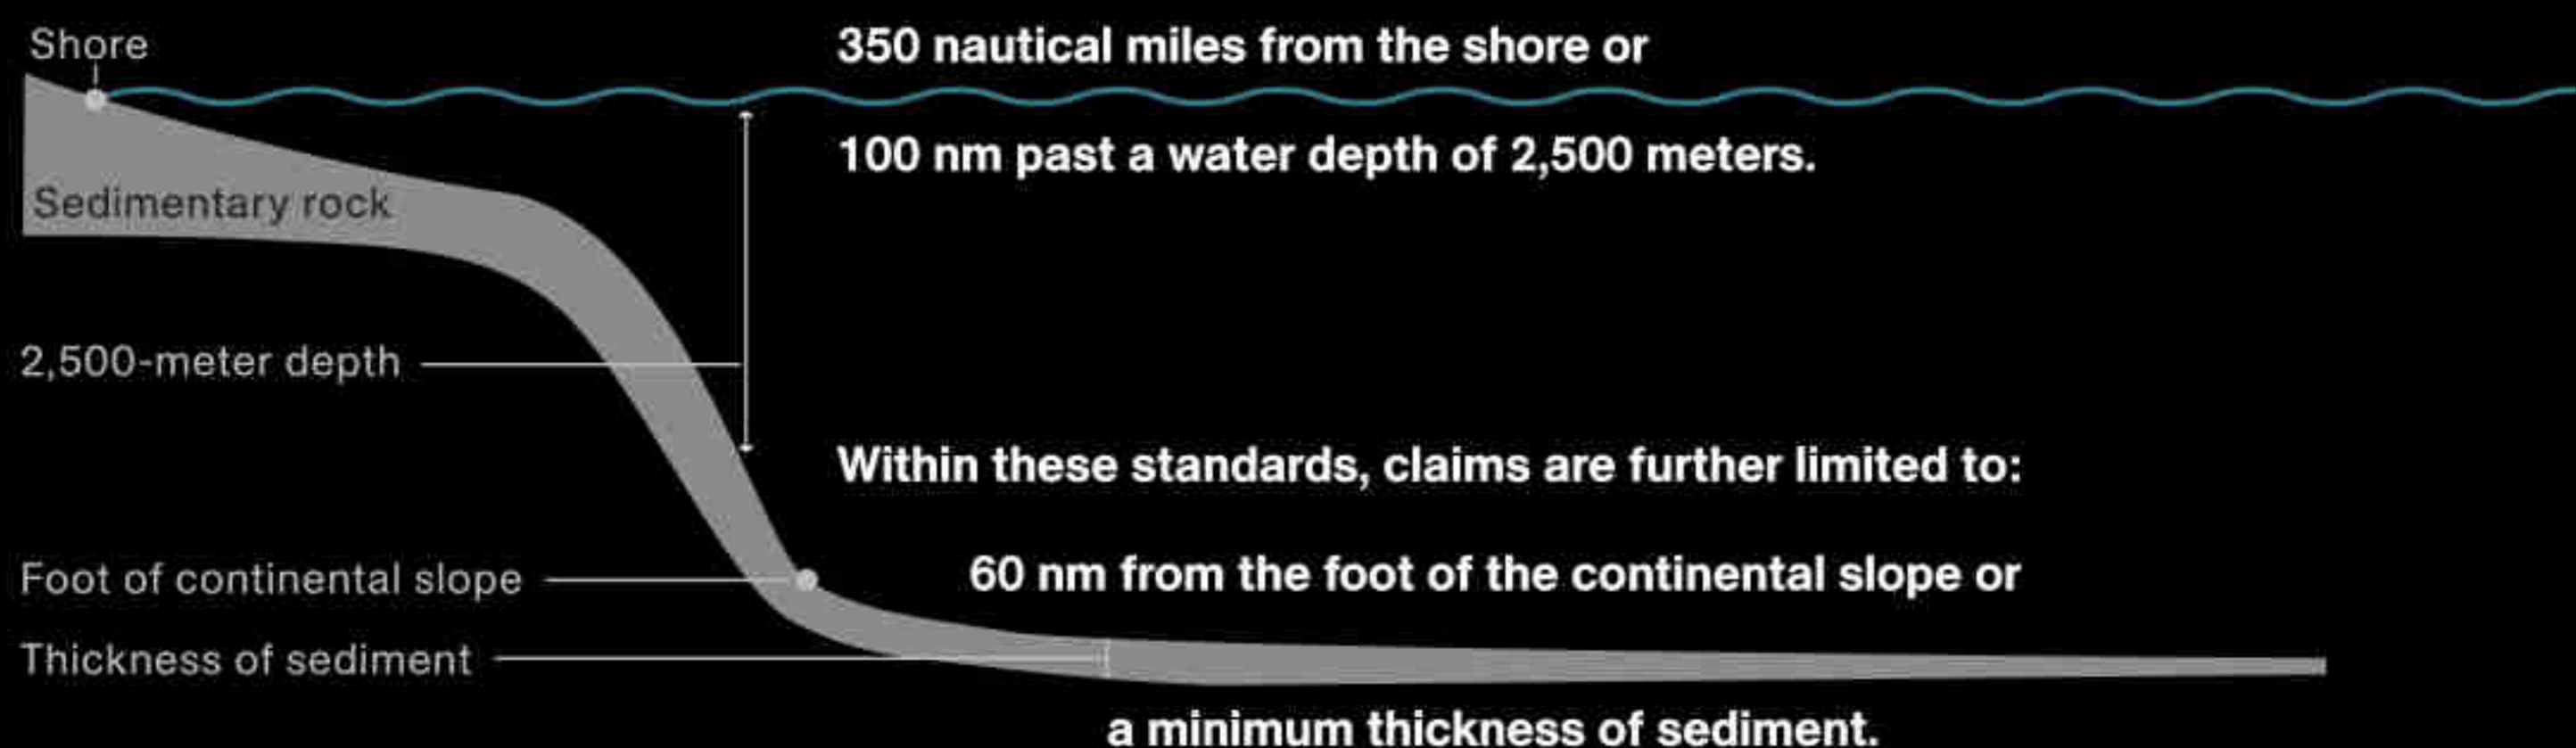 Shore
350 nautical miles from the shore or
100 nm past a water depth of 2,500 meters.
Sedimentary rock
2,500-meter depth
Within these standards, claims are further limited to:
Foot of continental slope
60 nm from the foot of the continental slope or
Thickness of sediment
a minimum thickness of sediment.